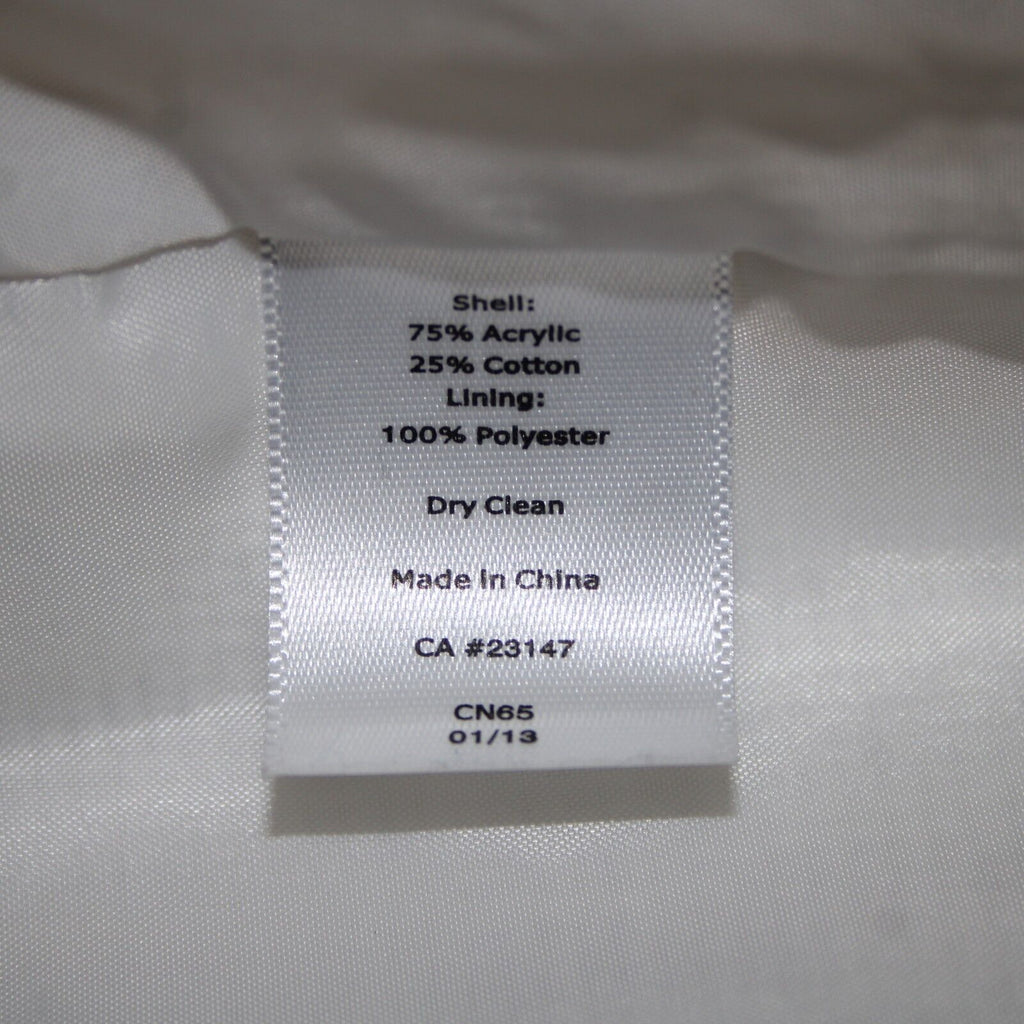 Shell:
75% Acrylic
25% Cotton
Lining:
100% Polyester
Dry Clean
Made in China
CA #23147
CN65
01/13